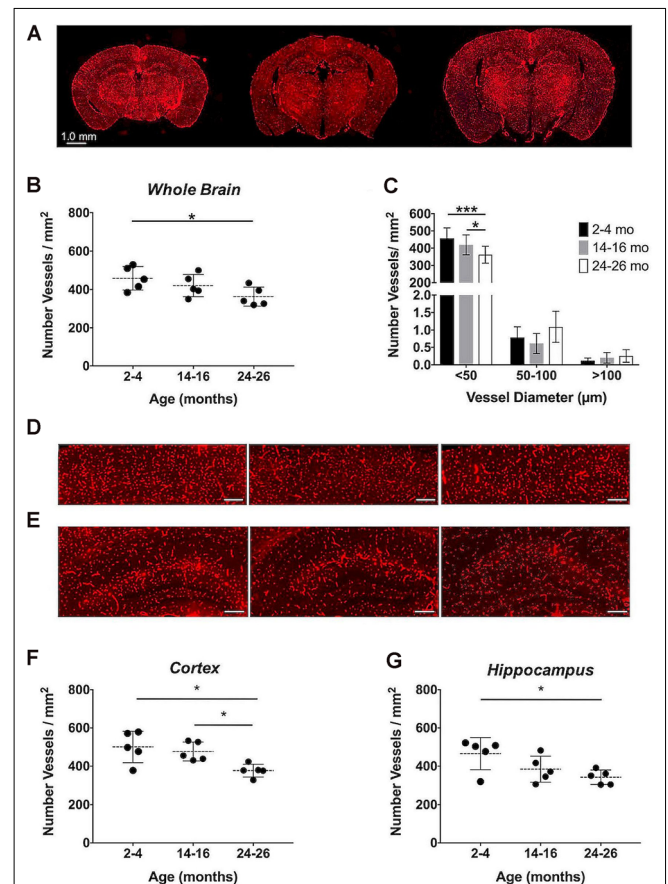 A
1.0 mm
B
Whole Brain
Number Vessels/ mm²
800
600
400
200
0
*
2-4
14-16
24-26
Age (months)
C
Number Vessels/ mm²
600
500
400
300
200
100
2.0
1.5
1.0
0.5
0.0
***
*
2-4 mo
14-16 mo
24-26 mo
<50
50-100
>100
Vessel Diameter (µm)
D
E
F
Cortex
Number Vessels / mm²
800
600
400
200
0
*
*
2-4
14-16
24-26
Age (months)
G
Hippocampus
Number Vessels / mm²
800
600
400
200
0
*
2-4
14-16
24-26
Age (months)